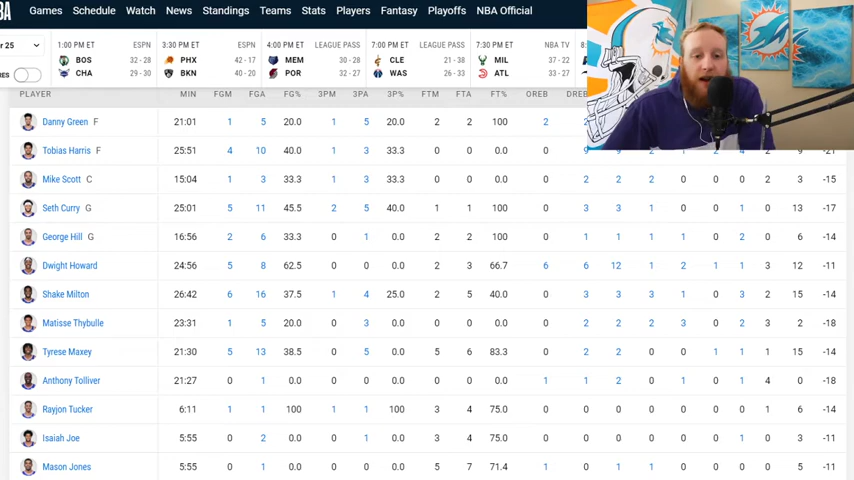 BA Games Schedule Watch News Standings Teams Stats Players Fantasy Playoffs NBA Official
r 25 1:00 PM ET ESPN 3:30 PM ET ESPN 4:00 PM ET LEAGUE PASS 7:00 PM ET LEAGUE PASS 7:30 PM ET NBA TV 8:
BOS 32 - 28 PHX 42 - 17 MEM 30 - 28 CLE 21 - 38 MIL 37 - 22
RES CHA 29 - 30 BKN 40 - 20 POR 32 - 27 WAS 26 - 33 ATL 33 - 27
PLAYER MIN FGM FGA FG% 3PM 3PA 3P% FTM FTA FT% OREB DREB
Danny Green F 21:01 1 5 20.0 1 5 20.0 2 2 100 2 2
Tobias Harris F 25:51 4 10 40.0 1 3 33.3 0 0 0.0 0 9 9 2 1 2 4 2 9 -21
Mike Scott C 15:04 1 3 33.3 1 3 33.3 0 0 0.0 0 2 2 2 0 0 0 2 3 -15
Seth Curry G 25:01 5 11 45.5 2 5 40.0 1 1 100 0 3 3 1 0 0 1 0 13 -17
George Hill G 16:56 2 6 33.3 0 1 0.0 2 2 100 0 1 1 1 1 0 2 0 6 -14
Dwight Howard 24:56 5 8 62.5 0 0 0.0 2 3 66.7 6 6 12 1 2 1 1 3 12 -11
Shake Milton 26:42 6 16 37.5 1 4 25.0 2 5 40.0 0 3 3 3 1 0 3 2 15 -14
Matisse Thybulle 23:31 1 5 20.0 0 3 0.0 0 0 0.0 0 2 2 2 3 0 2 3 2 -18
Tyrese Maxey 21:30 5 13 38.5 0 5 0.0 5 6 83.3 0 2 2 0 0 1 1 1 15 -14
Anthony Tolliver 21:27 0 1 0.0 0 0 0.0 0 0 0.0 1 1 2 0 1 0 1 4 0 -18
Rayjon Tucker 6:11 1 1 100 1 1 100 3 4 75.0 0 0 0 0 0 0 0 1 6 -14
Isaiah Joe 5:55 0 2 0.0 0 1 0.0 3 4 75.0 0 0 0 0 0 0 1 0 3 -11
Mason Jones 5:55 0 1 0.0 0 0 0.0 5 7 71.4 1 0 1 1 0 0 0 0 5 -11